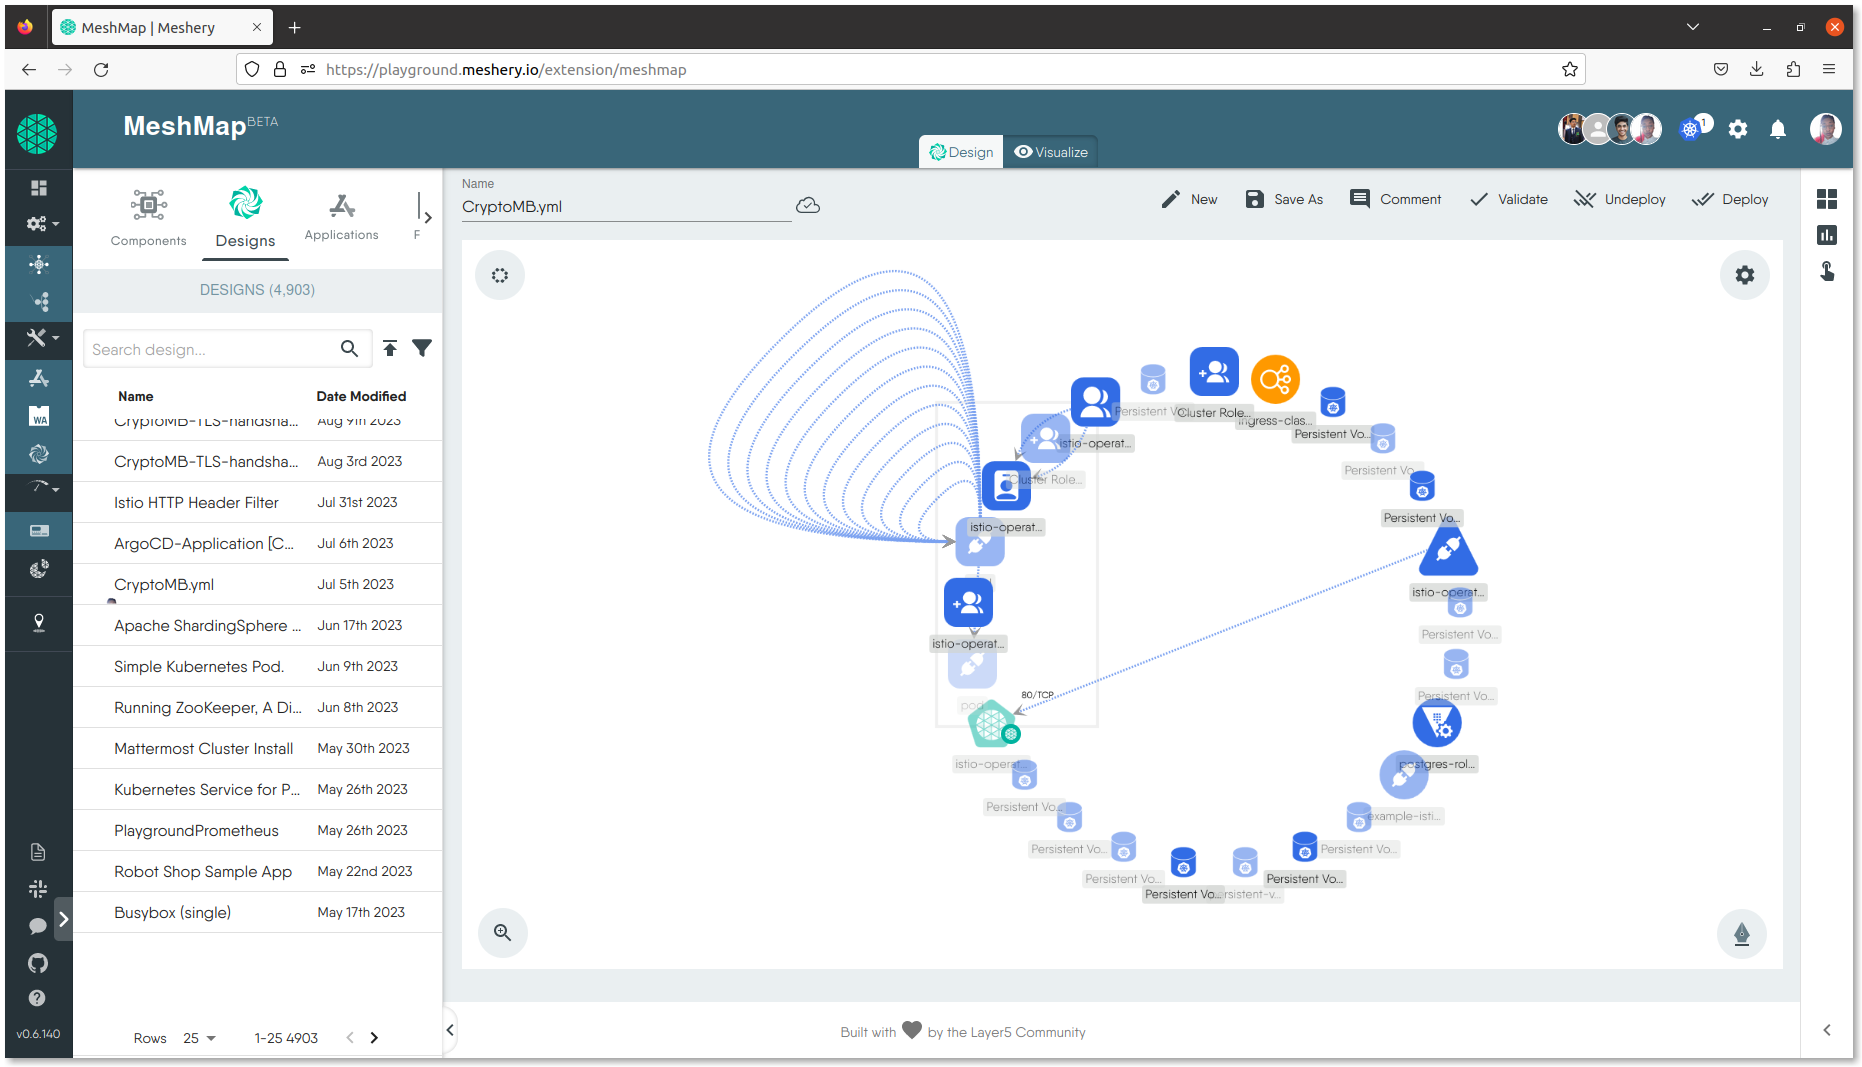 MeshMap | Meshery
https://playground.meshery.io/extension/meshmap
MeshMap BETA
1
Design
Visualize
Components
Designs
Applications
F
DESIGNS (4,903)
Search design...
Name Date Modified
CryptoMB-TLS-handsha... Aug 9th 2023
CryptoMB-TLS-handsha... Aug 3rd 2023
Istio HTTP Header Filter Jul 31st 2023
ArgoCD-Application [C... Jul 6th 2023
CryptoMB.yml Jul 5th 2023
Apache ShardingSphere ... Jun 17th 2023
Simple Kubernetes Pod. Jun 9th 2023
Running ZooKeeper, A Di... Jun 8th 2023
Mattermost Cluster Install May 30th 2023
Kubernetes Service for P... May 26th 2023
PlaygroundPrometheus May 26th 2023
Robot Shop Sample App May 22nd 2023
Busybox (single) May 17th 2023
Rows 25 1-25 4903
WA
v0.6.140
Name
CryptoMB.yml
New
Save As
Comment
Validate
Undeploy
Deploy
Persistent Vo...
Cluster Role...
ingress-clas...
Persistent Vo...
istio-operat...
Persistent Vo...
Cluster Role...
Persistent Vo...
istio-operat...
istio-operat...
Persistent Vo...
istio-operat...
80/TCP
Persistent Vo...
pod
postgres-rol...
istio-operat...
Persistent Vo...
example-isti...
Persistent Vo...
Persistent Vo...
Persistent Vo...
Persistent Vo...
Persistent Vo...
Built with by the Layer5 Community